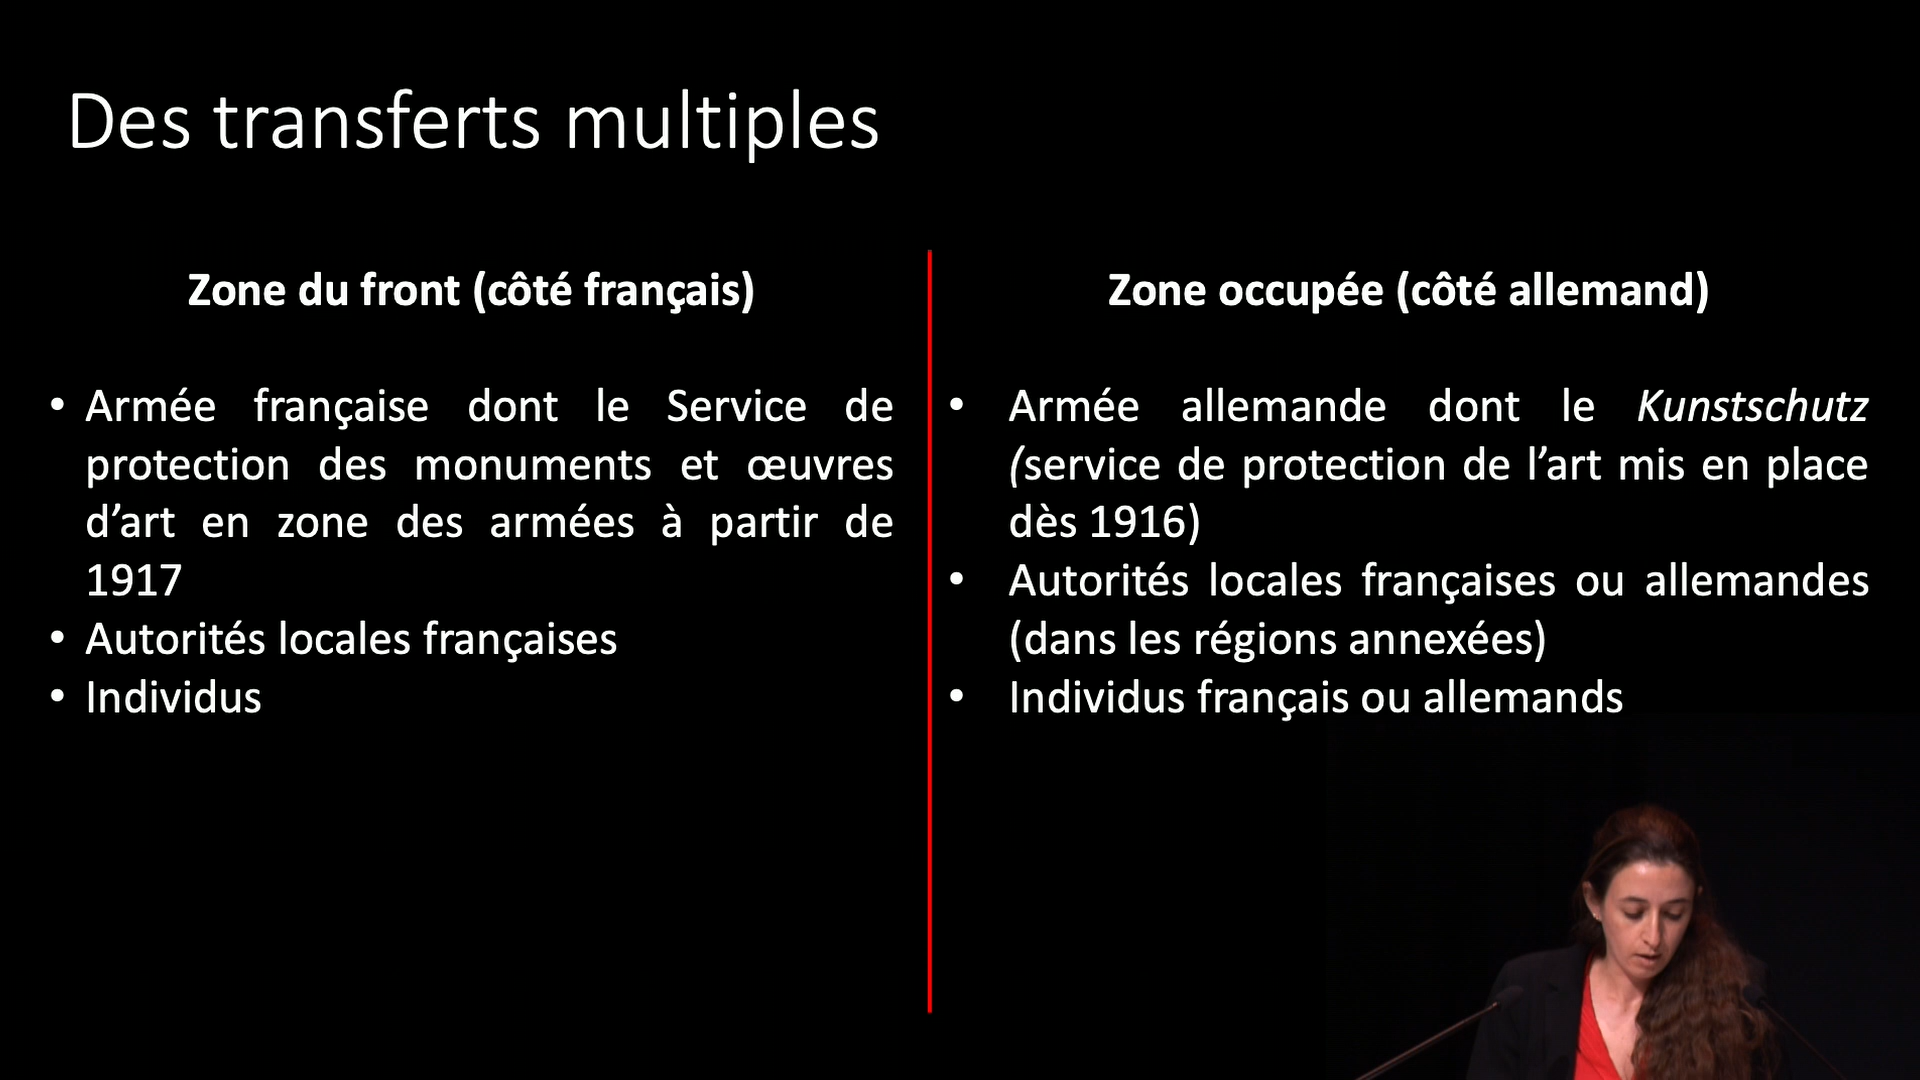 Des transferts multiples
Zone du front (côté français)
• Armée française dont le Service de
protection des monuments et œuvres
d’art en zone des armées à partir de
1917
• Autorités locales françaises
• Individus
Zone occupée (côté allemand)
• Armée allemande dont le Kunstschutz
(service de protection de l’art mis en place
dès 1916)
• Autorités locales françaises ou allemandes
(dans les régions annexées)
• Individus français ou allemands